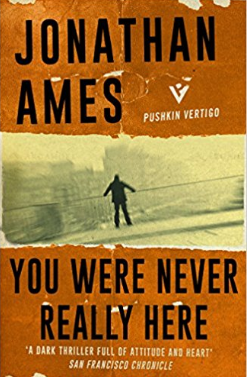 JONATHAN
AMES
PUSHKIN VERTIGO
YOU WERE NEVER
REALLY HERE
'A DARK THRILLER FULL OF ATTITUDE AND HEART'
SAN FRANCISCO CHRONICLE